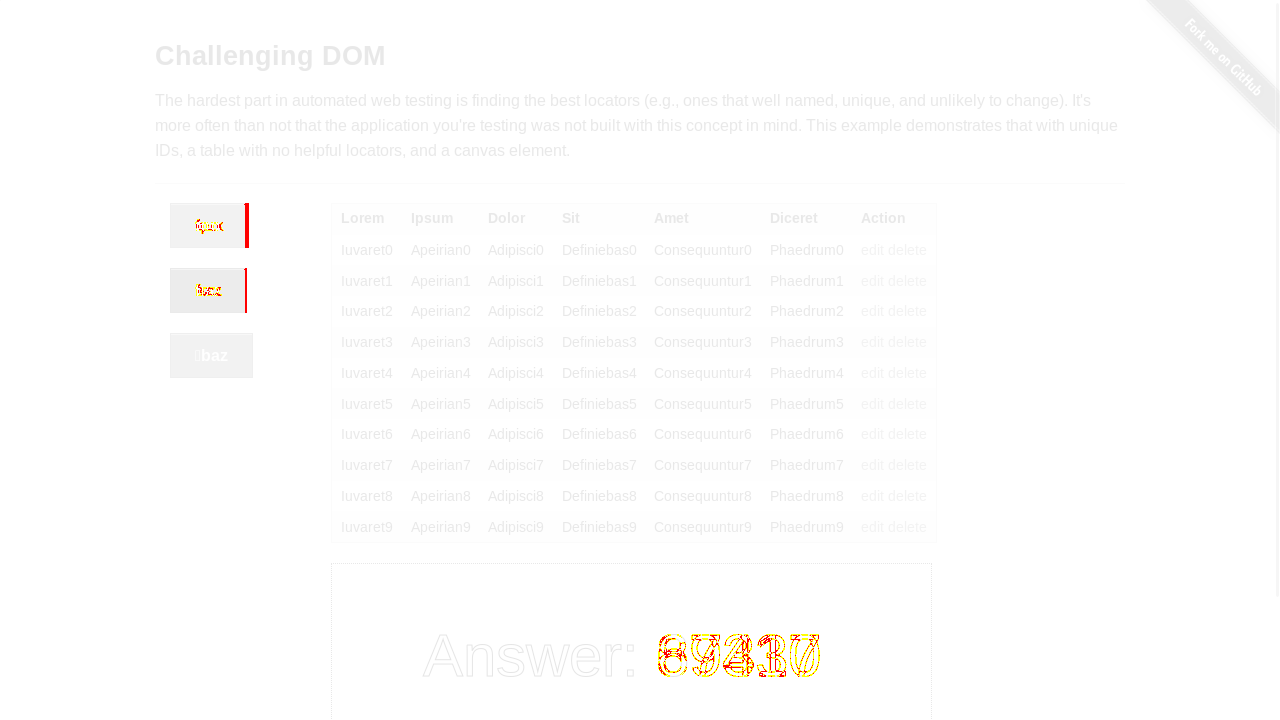 Fork me on GitHub
Challenging DOM
The hardest part in automated web testing is finding the best locators (e.g., ones that well named, unique, and unlikely to change). It's
more often than not that the application you're testing was not built with this concept in mind. This example demonstrates that with unique
IDs, a table with no helpful locators, and a canvas element.
baz
Lorem Ipsum Dolor Sit Amet Diceret Action
Iuvaret0 Apeirian0 Adipisci0 Definiebas0 Consequuntur0 Phaedrum0 edit delete
Iuvaret1 Apeirian1 Adipisci1 Definiebas1 Consequuntur1 Phaedrum1 edit delete
Iuvaret2 Apeirian2 Adipisci2 Definiebas2 Consequuntur2 Phaedrum2 edit delete
Iuvaret3 Apeirian3 Adipisci3 Definiebas3 Consequuntur3 Phaedrum3 edit delete
Iuvaret4 Apeirian4 Adipisci4 Definiebas4 Consequuntur4 Phaedrum4 edit delete
Iuvaret5 Apeirian5 Adipisci5 Definiebas5 Consequuntur5 Phaedrum5 edit delete
Iuvaret6 Apeirian6 Adipisci6 Definiebas6 Consequuntur6 Phaedrum6 edit delete
Iuvaret7 Apeirian7 Adipisci7 Definiebas7 Consequuntur7 Phaedrum7 edit delete
Iuvaret8 Apeirian8 Adipisci8 Definiebas8 Consequuntur8 Phaedrum8 edit delete
Iuvaret9 Apeirian9 Adipisci9 Definiebas9 Consequuntur9 Phaedrum9 edit delete
Answer: